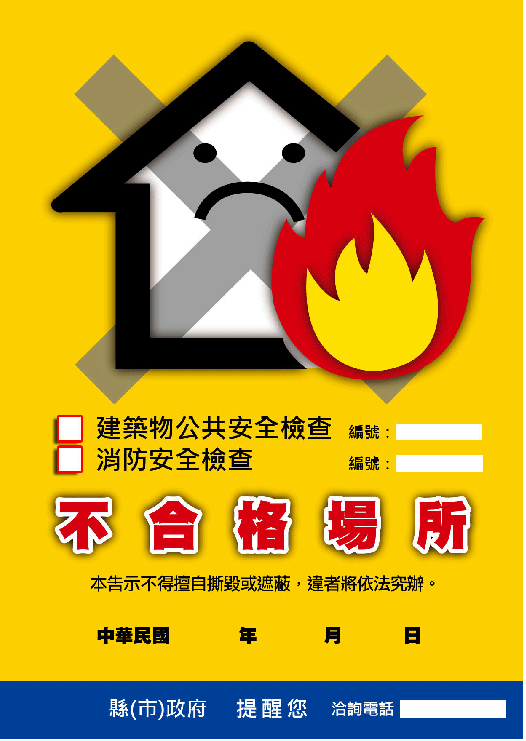 建築物公共安全檢查 編號：
消防安全檢查 編號：
不合格場所
本告示不得擅自撕毀或遮蔽，違者將依法究辦。
中華民國 年 月 日
縣(市)政府 提醒您 洽詢電話